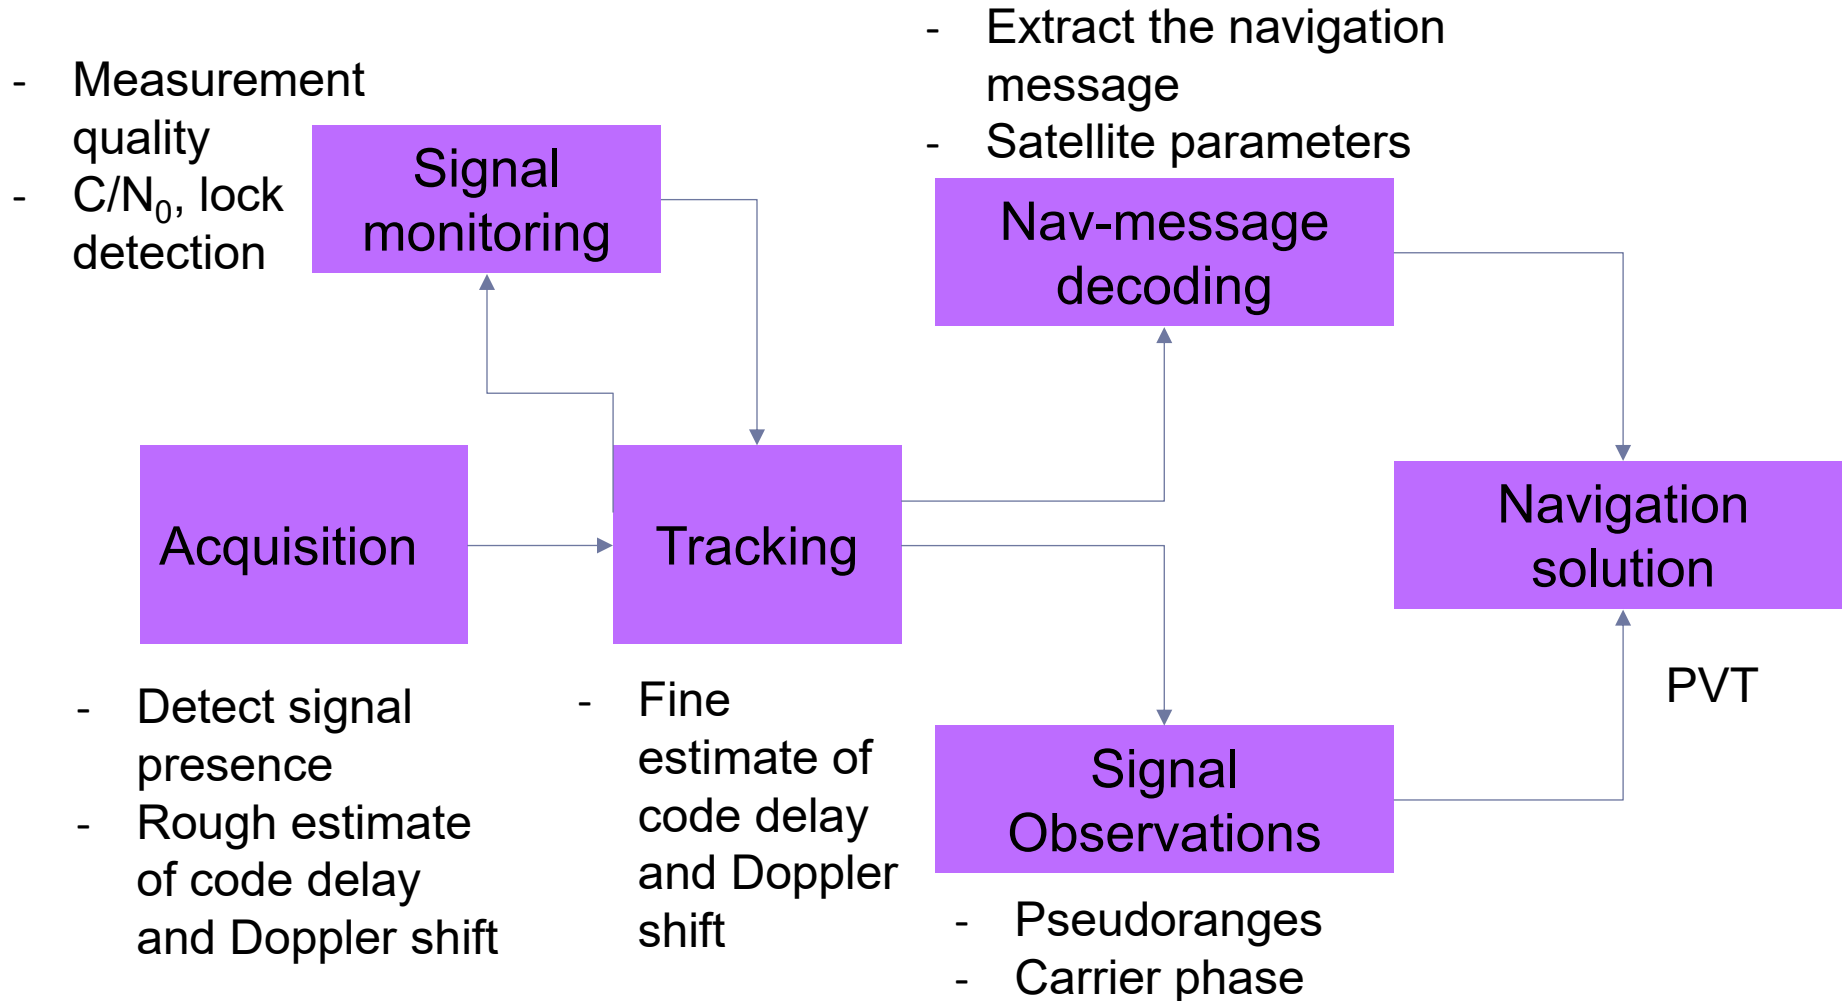 - Measurement
quality
- C/N₀, lock
detection
Signal
monitoring
- Extract the navigation
message
- Satellite parameters
Nav-message
decoding
Acquisition
- Detect signal
presence
- Rough estimate
of code delay
and Doppler shift
Tracking
- Fine
estimate of
code delay
and Doppler
shift
Signal
Observations
- Pseudoranges
- Carrier phase
Navigation
solution
PVT